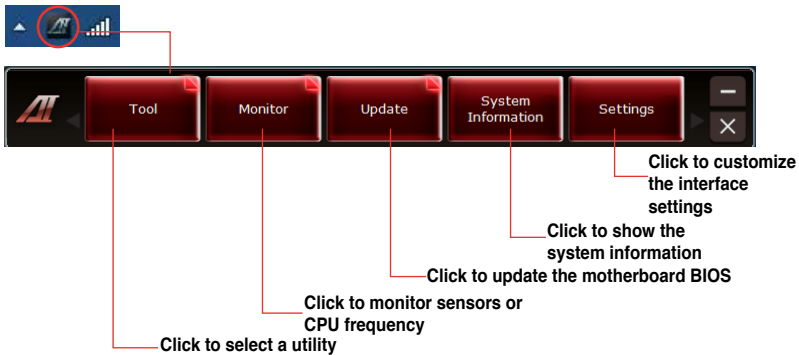 Tool
Monitor
Update
System
Information
Settings
Click to customize
the interface
settings
Click to show the
system information
Click to update the motherboard BIOS
Click to monitor sensors or
CPU frequency
Click to select a utility